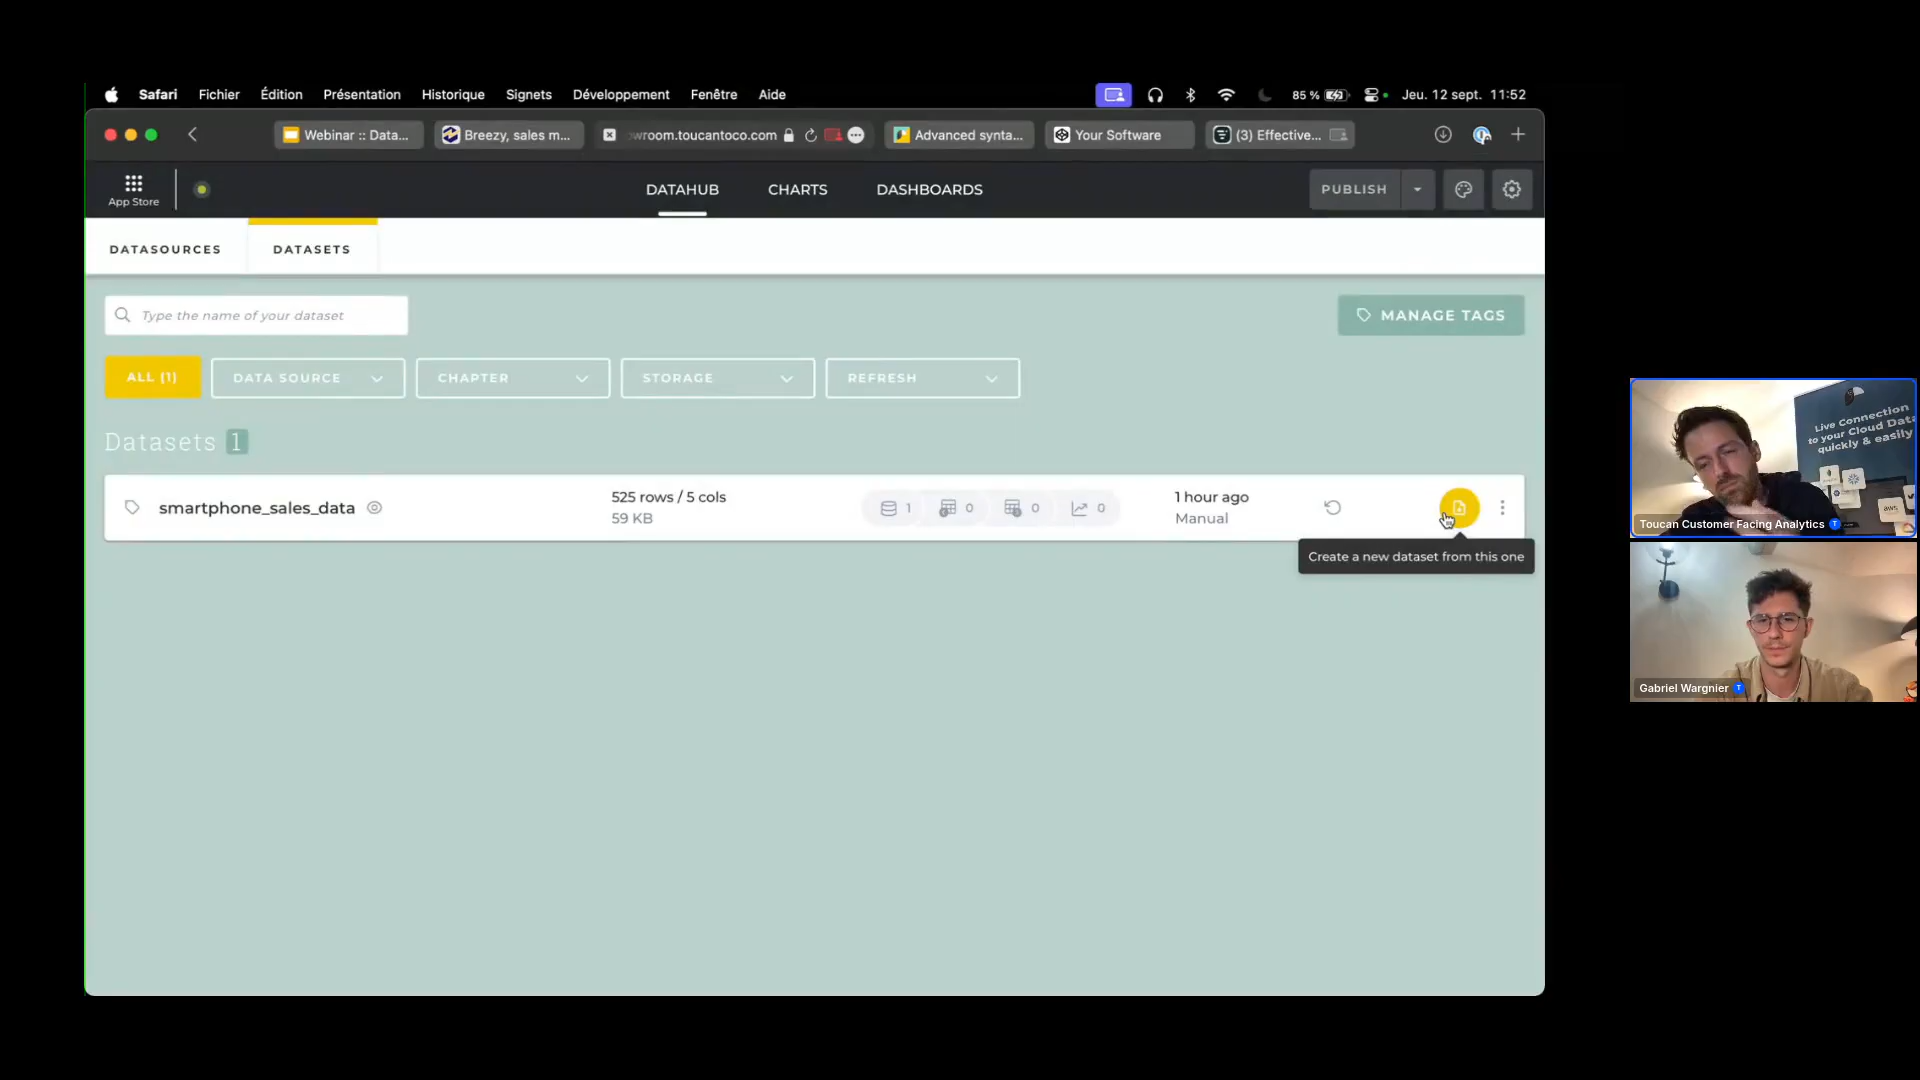 Safari Fichier Édition Présentation Historique Signets Développement Fenêtre Aide 85 % Jeu. 12 sept. 11:52
Webinar :: Data... Breezy, sales m... wroom.toucantoco.com Advanced synta... Your Software (3) Effective...
App Store DATAHUB CHARTS DASHBOARDS PUBLISH
DATASOURCES DATASETS
Type the name of your dataset MANAGE TAGS
ALL (1) DATA SOURCE CHAPTER STORAGE REFRESH
Datasets 1
smartphone_sales_data 525 rows / 5 cols 1 0 0 0 1 hour ago
59 KB Manual
Create a new dataset from this one
Live Connection
to your Cloud Data
quickly & easily
aws
Toucan Customer Facing Analytics T
Gabriel Wargnier T